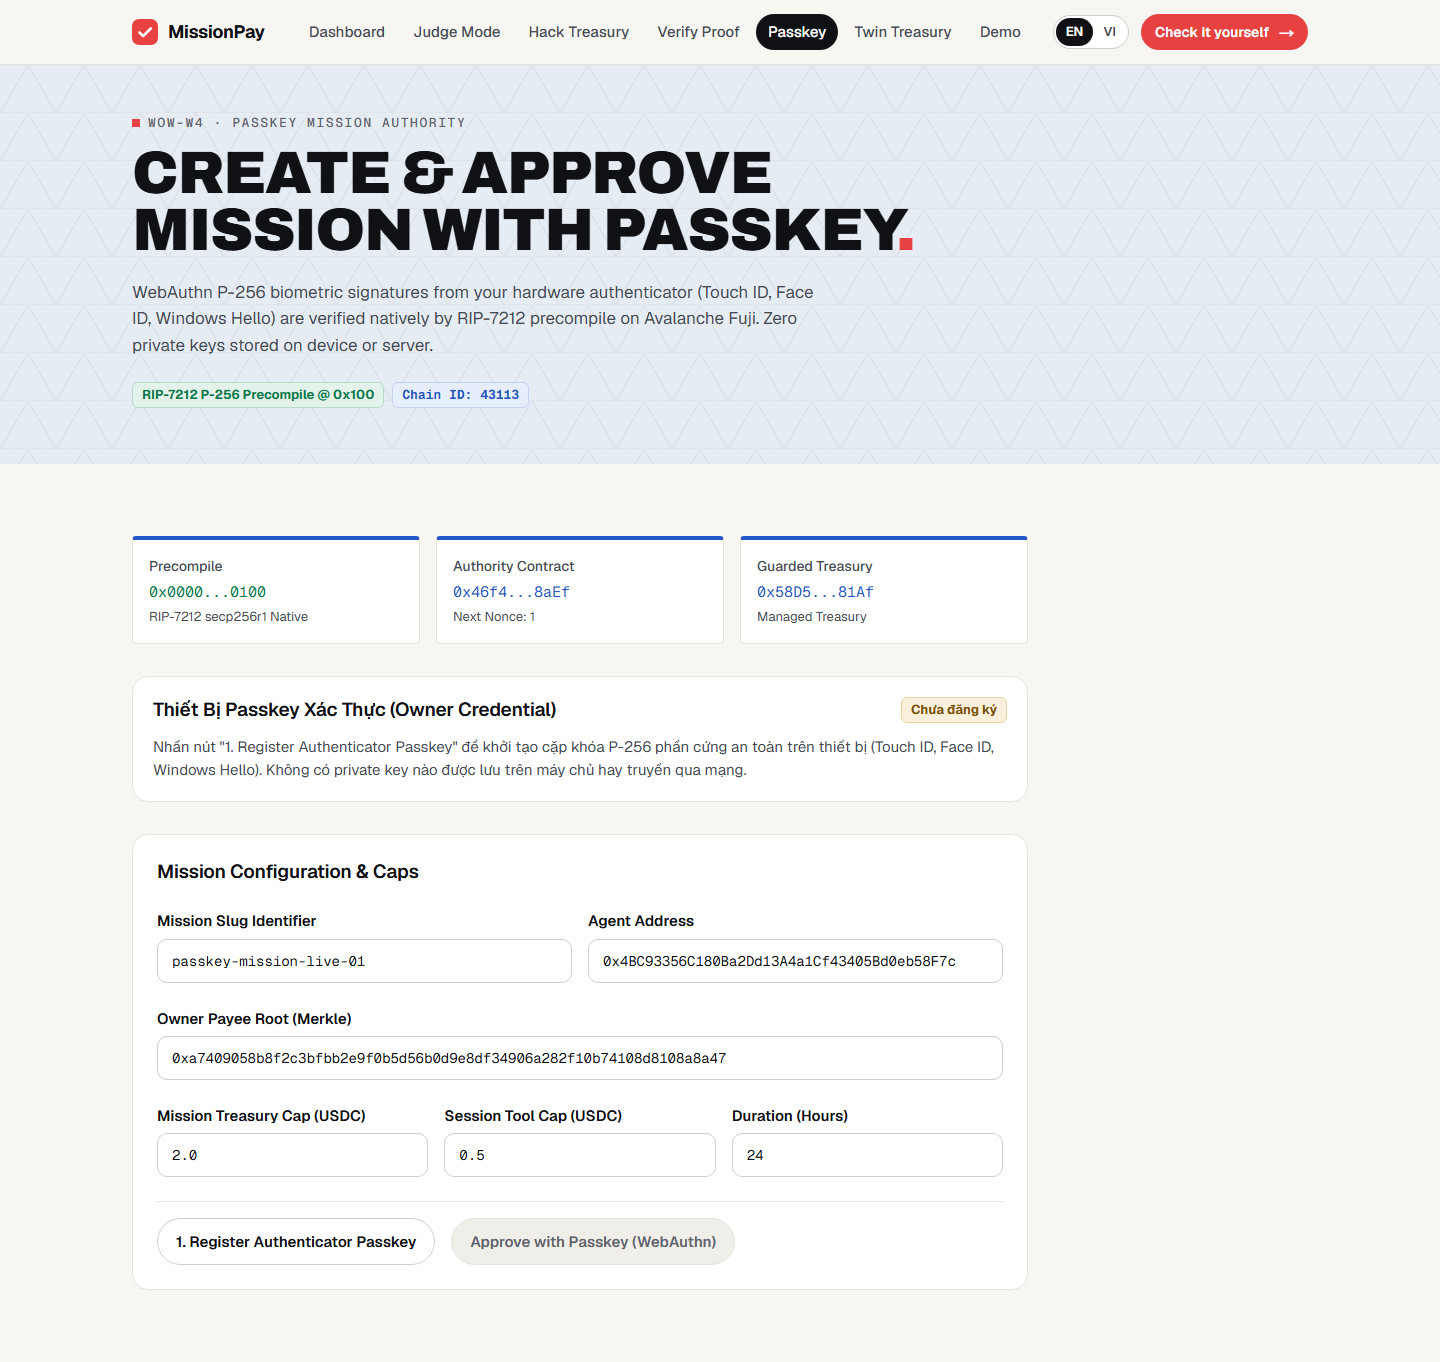 MissionPay
Dashboard
Judge Mode
Hack Treasury
Verify Proof
Passkey
Twin Treasury
Demo
EN
VI
Check it yourself →
WOW-W4 · PASSKEY MISSION AUTHORITY
CREATE & APPROVE
MISSION WITH PASSKEY.
WebAuthn P-256 biometric signatures from your hardware authenticator (Touch ID, Face
ID, Windows Hello) are verified natively by RIP-7212 precompile on Avalanche Fuji. Zero
private keys stored on device or server.
RIP-7212 P-256 Precompile @ 0x100
Chain ID: 43113
Precompile
0x0000...0100
RIP-7212 secp256r1 Native
Authority Contract
0x46f4...8aEf
Next Nonce: 1
Guarded Treasury
0x58D5...81Af
Managed Treasury
Thiết Bị Passkey Xác Thực (Owner Credential)
Chưa đăng ký
Nhấn nút "1. Register Authenticator Passkey" để khởi tạo cặp khóa P-256 phần cứng an toàn trên thiết bị (Touch ID, Face ID,
Windows Hello). Không có private key nào được lưu trên máy chủ hay truyền qua mạng.
Mission Configuration & Caps
Mission Slug Identifier
Agent Address
passkey-mission-live-01
0x4BC93356C180Ba2Dd13A4a1Cf43405Bd0eb58F7c
Owner Payee Root (Merkle)
0xa7409058b8f2c3bfbb2e9f0b5d56b0d9e8df34906a282f10b74108d8108a8a47
Mission Treasury Cap (USDC)
Session Tool Cap (USDC)
Duration (Hours)
2.0
0.5
24
1. Register Authenticator Passkey
Approve with Passkey (WebAuthn)